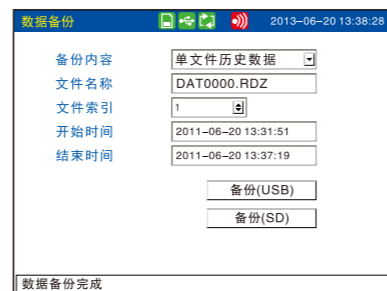 数据备份 2013-06-20 13:38:28
备份内容 单文件历史数据
文件名称 DAT0000.RDZ
文件索引 1
开始时间 2011-06-20 13:31:51
结束时间 2011-06-20 13:37:19
备份(USB)
备份(SD)
数据备份完成